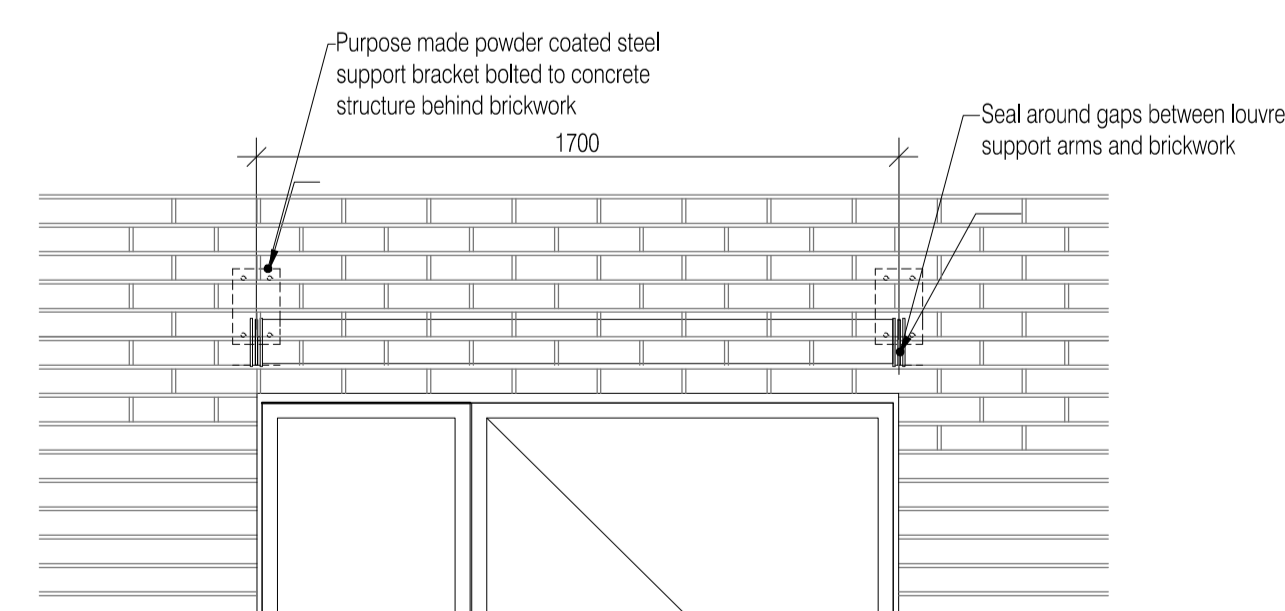 Purpose made powder coated steel
support bracket bolted to concrete
structure behind brickwork
1700
Seal around gaps between louvre
support arms and brickwork